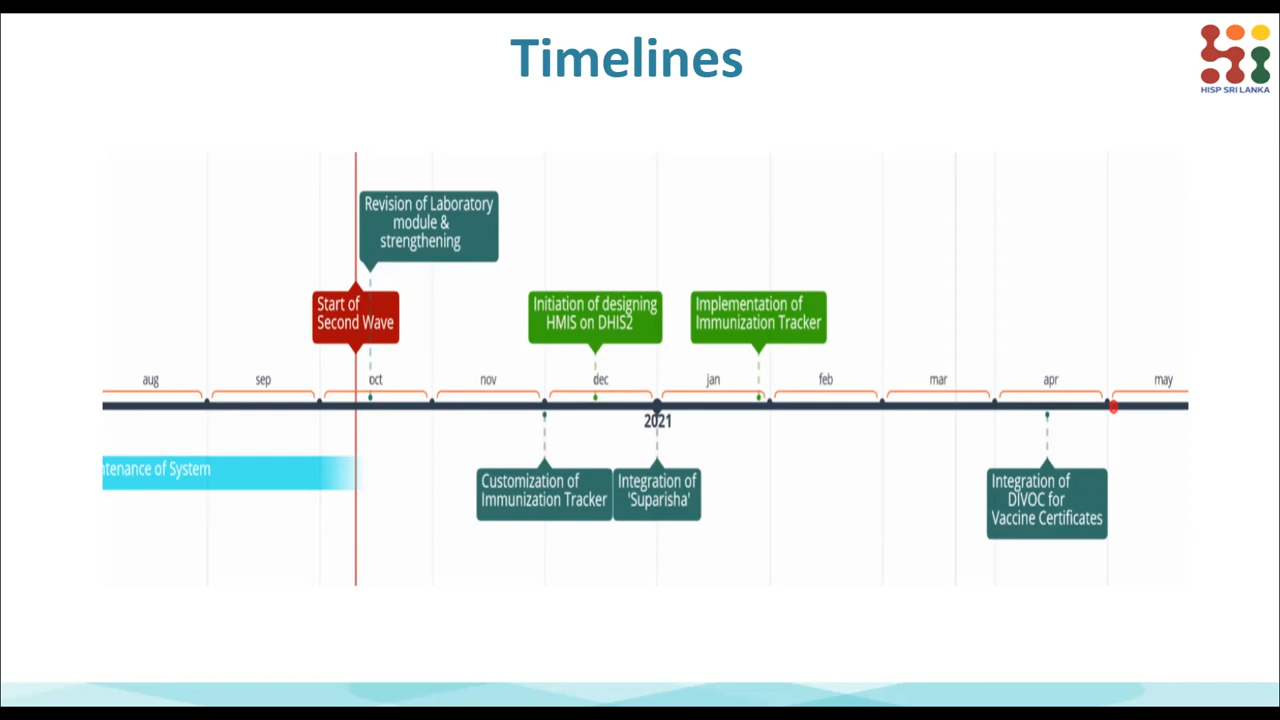 Timelines
HISP SRI LANKA
Revision of Laboratory
module &
strengthening
Start of
Second Wave
Initiation of designing
HMIS on DHIS2
Implementation of
Immunization Tracker
aug sep oct nov dec jan feb mar apr may
2021
ntenance of System
Customization of
Immunization Tracker
Integration of
'Suparisha'
Integration of
DIVOC for
Vaccine Certificates